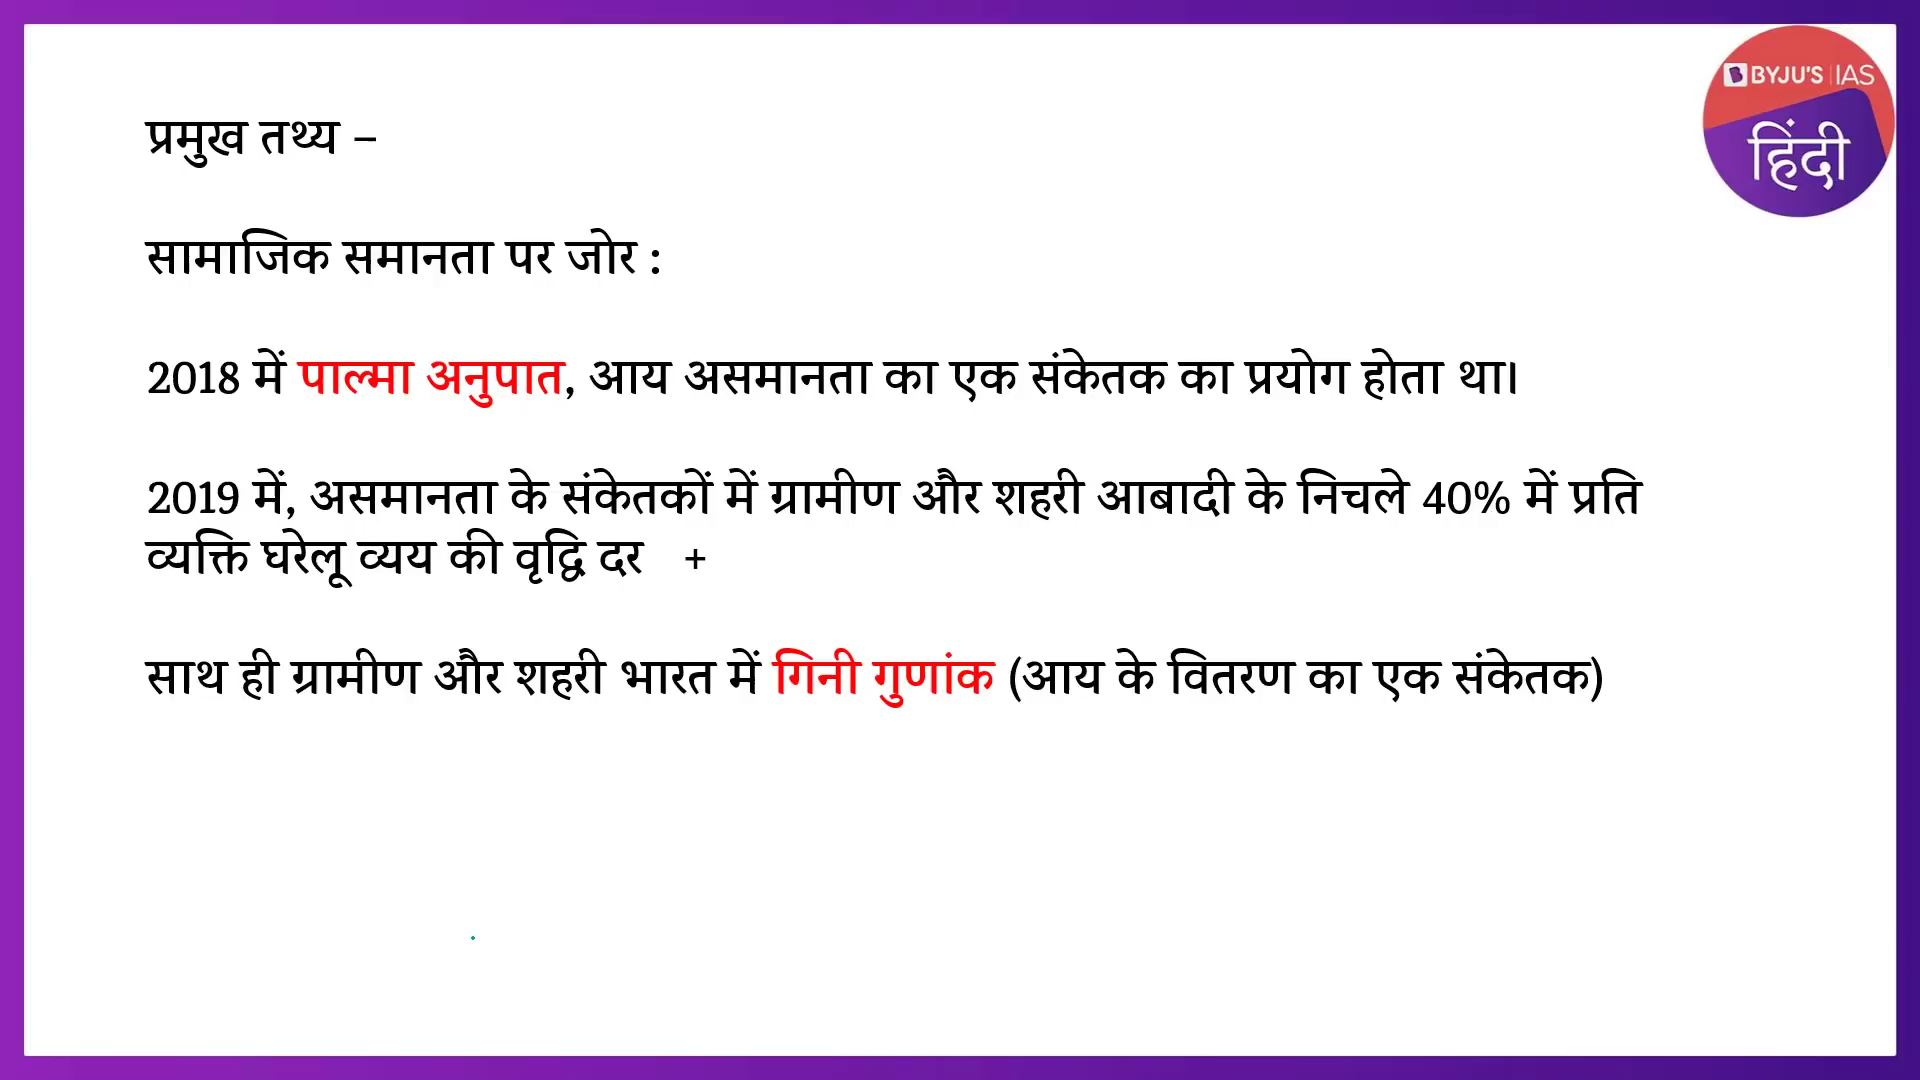 BYJU'S IAS
हिंदी
प्रमुख तथ्य –
सामाजिक समानता पर जोर :
2018 में पाल्मा अनुपात, आय असमानता का एक संकेतक का प्रयोग होता था।
2019 में, असमानता के संकेतकों में ग्रामीण और शहरी आबादी के निचले 40% में प्रति
व्यक्ति घरेलू व्यय की वृद्धि दर +
साथ ही ग्रामीण और शहरी भारत में गिनी गुणांक (आय के वितरण का एक संकेतक)